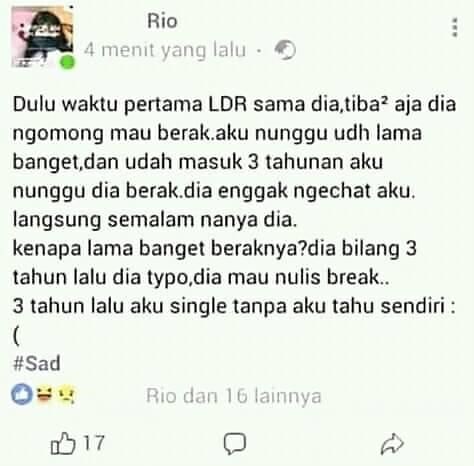 Rio
4 menit yang lalu ·
Dulu waktu pertama LDR sama dia,tiba² aja dia
ngomong mau berak.aku nunggu udh lama
banget,dan udah masuk 3 tahunan aku
nunggu dia berak.dia enggak ngechat aku.
langsung semalam nanya dia.
kenapa lama banget beraknya?dia bilang 3
tahun lalu dia typo,dia mau nulis break..
3 tahun lalu aku single tanpa aku tahu sendiri :
(
#Sad
Rio dan 16 lainnya
17